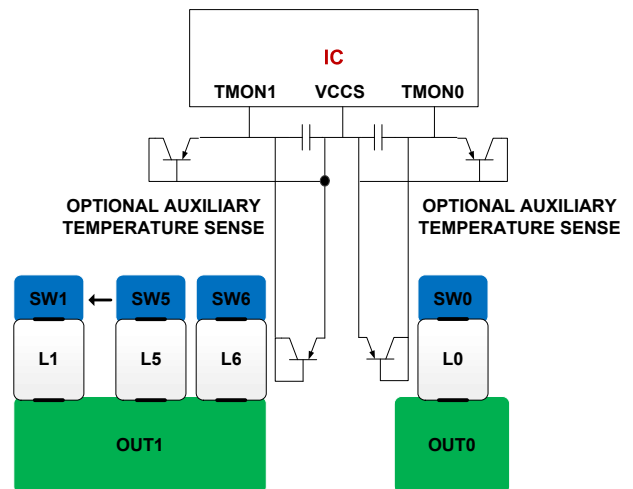 IC
TMON1 VCCS TMON0
OPTIONAL AUXILIARY
TEMPERATURE SENSE
OPTIONAL AUXILIARY
TEMPERATURE SENSE
SW1 SW5 SW6 SW0
L1 L5 L6 L0
OUT1 OUT0